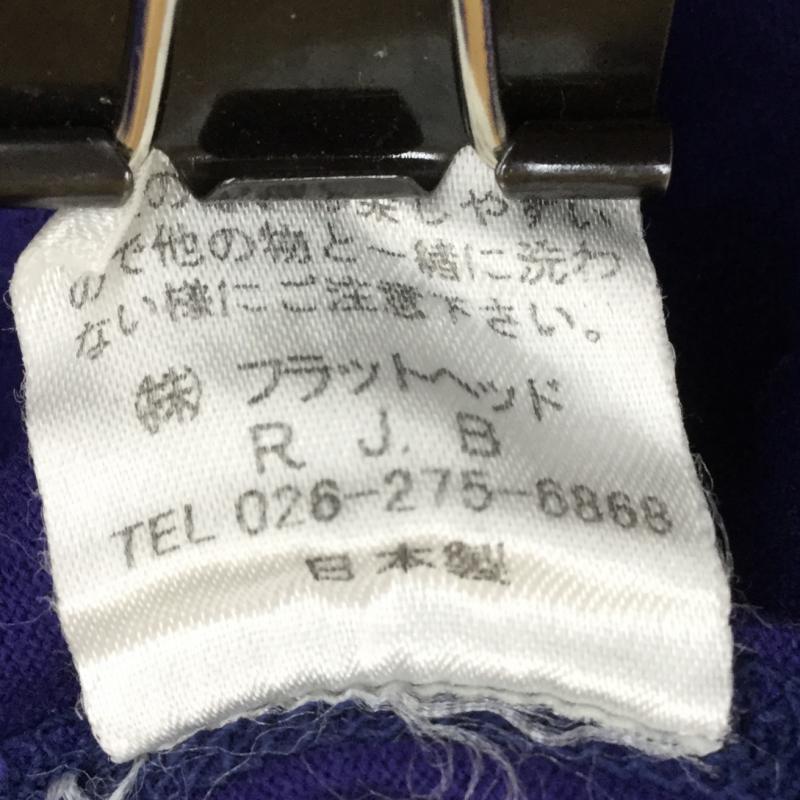 の 来しやすい
ので他の物と一緒に洗わ
ない様にご注意下さい。
㈱ フラットヘッド
R J. B
TEL 026-275-6868
日本製